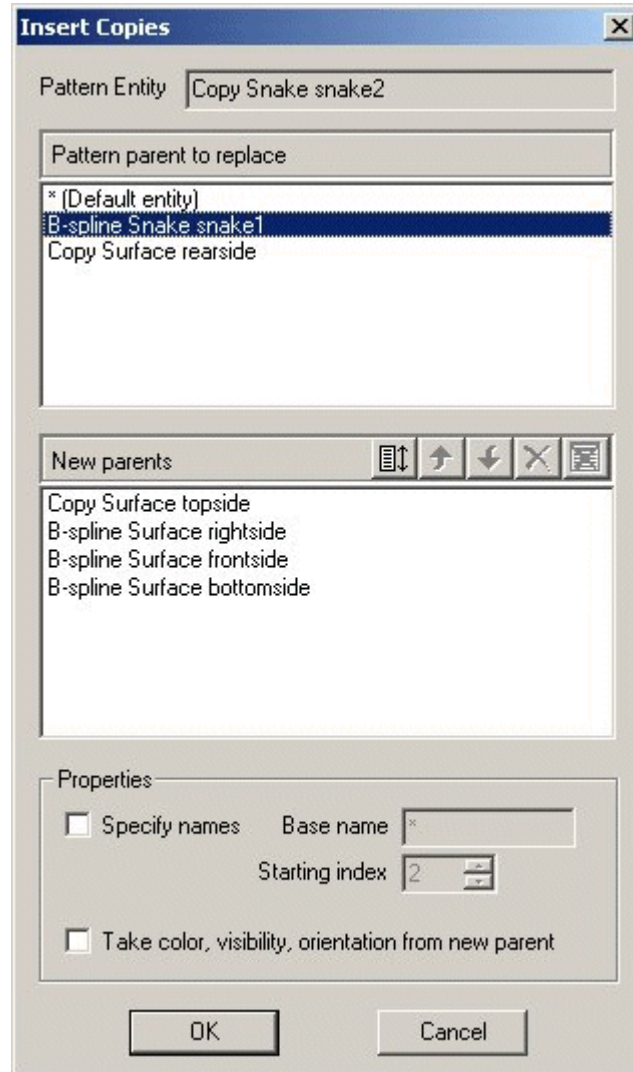 Insert Copies
Pattern Entity Copy Snake snake2
Pattern parent to replace
* (Default entity)
B-spline Snake snake1
Copy Surface rearside
New parents
Copy Surface topside
B-spline Surface rightside
B-spline Surface frontside
B-spline Surface bottomside
Properties
Specify names Base name *
Starting index 2
Take color, visibility, orientation from new parent
OK Cancel